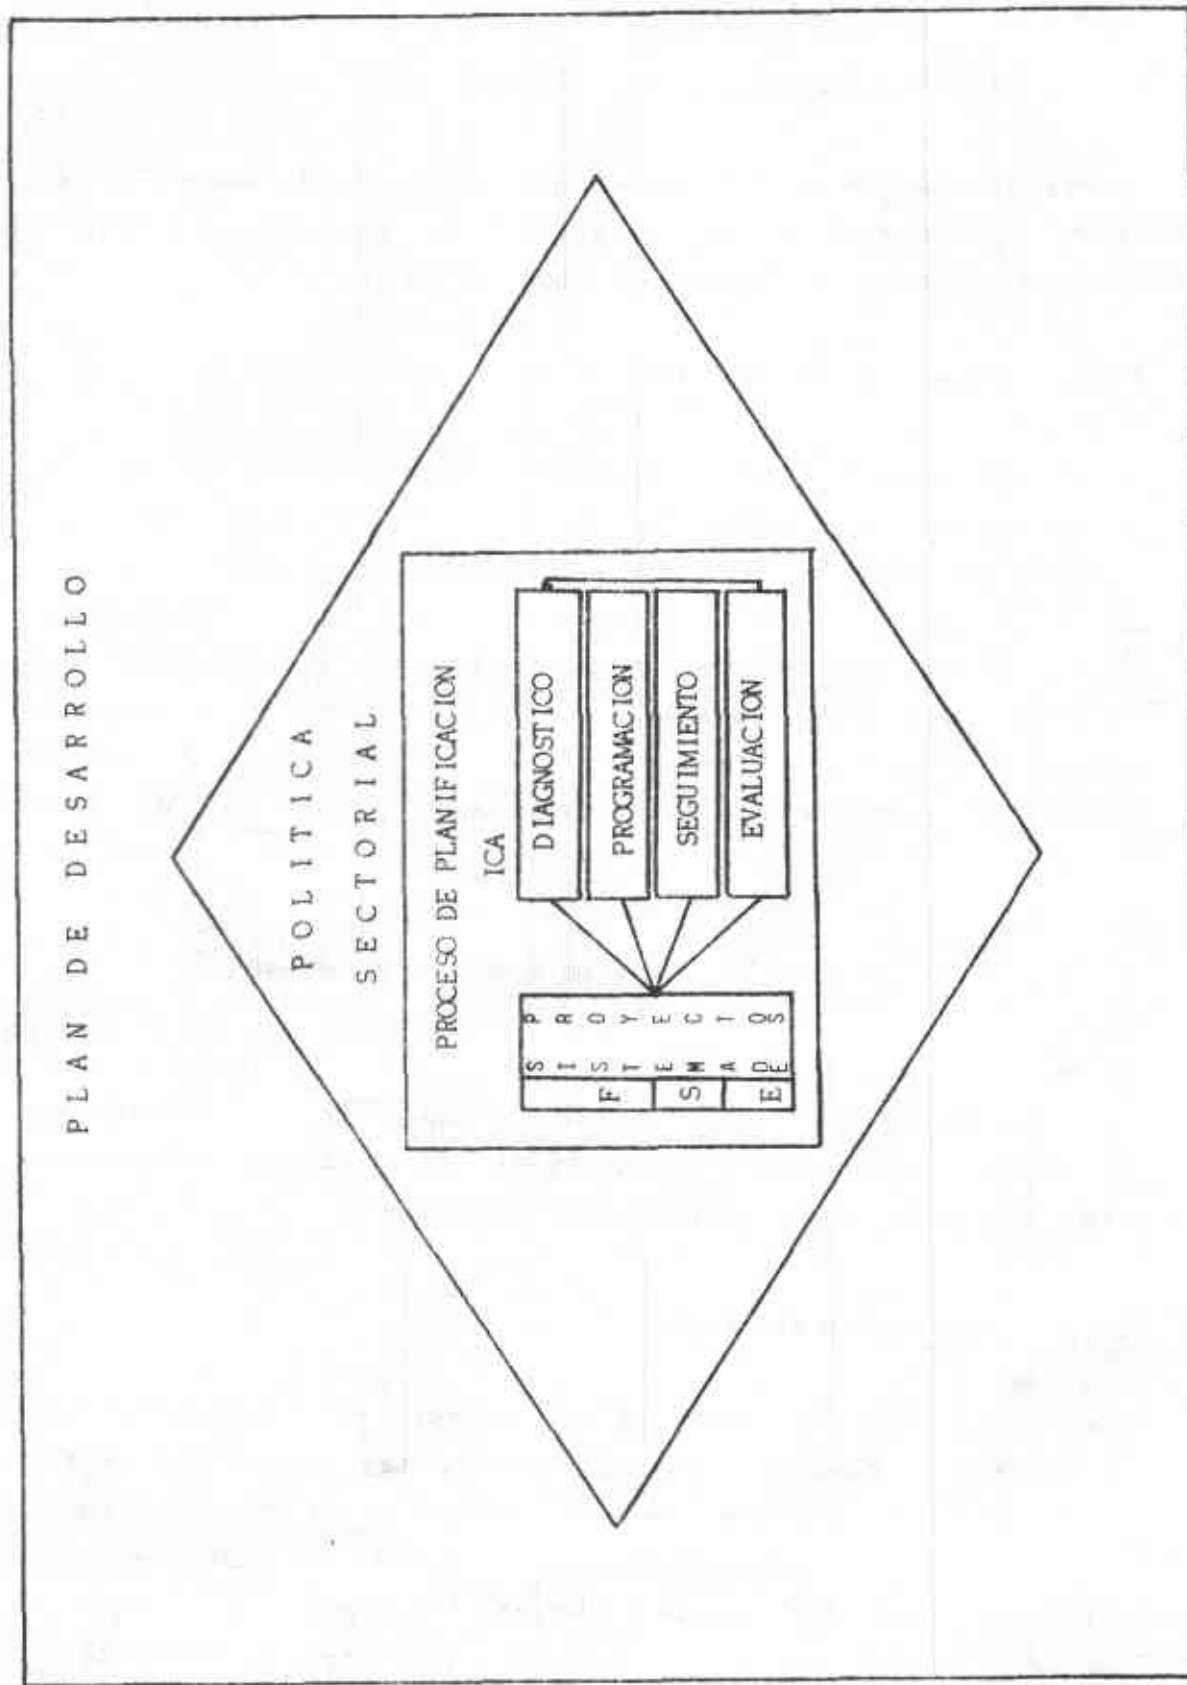 PLAN DE DESARROLLO
POLITICA
SECTORIAL
PROCESO DE PLANIFICACION
ICA
F
S
E
SISTEMA DE
PROYECTOS
DIAGNOSTICO
PROGRAMACION
SEGUIMIENTO
EVALUACION